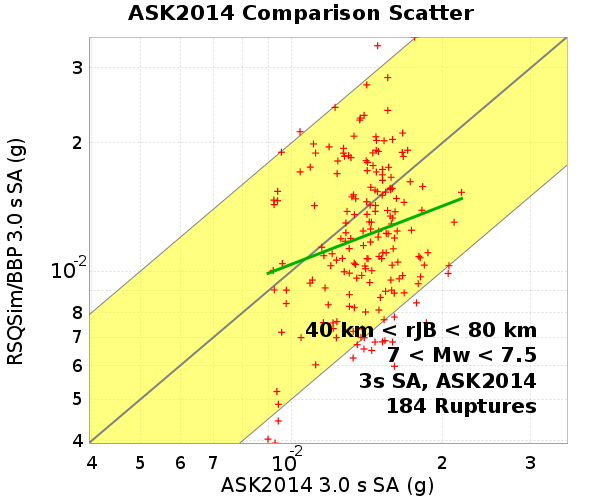 ASK2014 Comparison Scatter
RSQSim/BBP 3.0 s SA (g)
3
2
10-2
8
7
6
5
4
40 km < rJB < 80 km
7 < Mw < 7.5
3s SA, ASK2014
184 Ruptures
4 5 6 7 10-2 2 3
ASK2014 3.0 s SA (g)